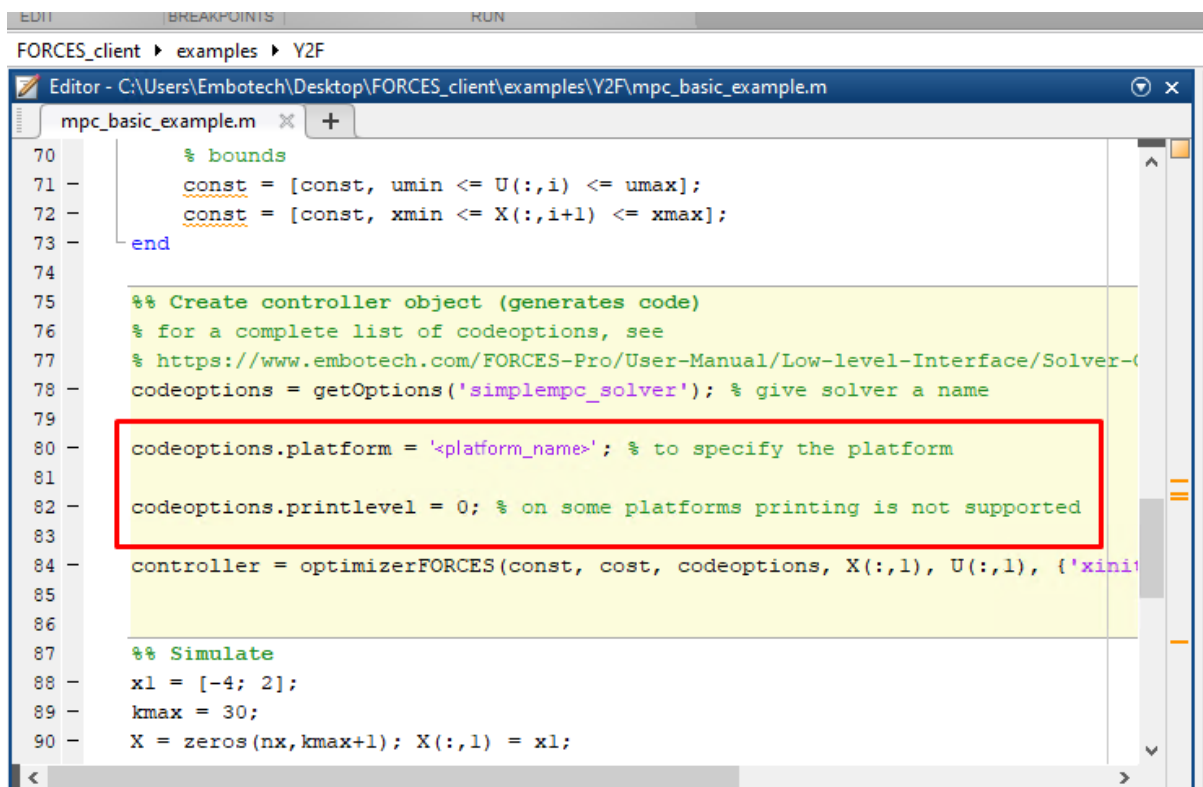 EDIT BREAKPOINTS RUN
FORCES_client ▸ examples ▸ Y2F
Editor - C:\Users\Embotech\Desktop\FORCES_client\examples\Y2F\mpc_basic_example.m
mpc_basic_example.m
70 % bounds
71 const = [const, umin <= U(:,i) <= umax];
72 const = [const, xmin <= X(:,i+1) <= xmax];
73 end
74
75 %% Create controller object (generates code)
76 % for a complete list of codeoptions, see
77 % https://www.embotech.com/FORCES-Pro/User-Manual/Low-level-Interface/Solver-
78 codeoptions = getOptions('simplempc_solver'); % give solver a name
79
80 codeoptions.platform = '<platform_name>'; % to specify the platform
81
82 codeoptions.printlevel = 0; % on some platforms printing is not supported
83
84 controller = optimizerFORCES(const, cost, codeoptions, X(:,1), U(:,1), {'xinit
85
86
87 %% Simulate
88 x1 = [-4; 2];
89 kmax = 30;
90 X = zeros(nx,kmax+1); X(:,1) = x1;